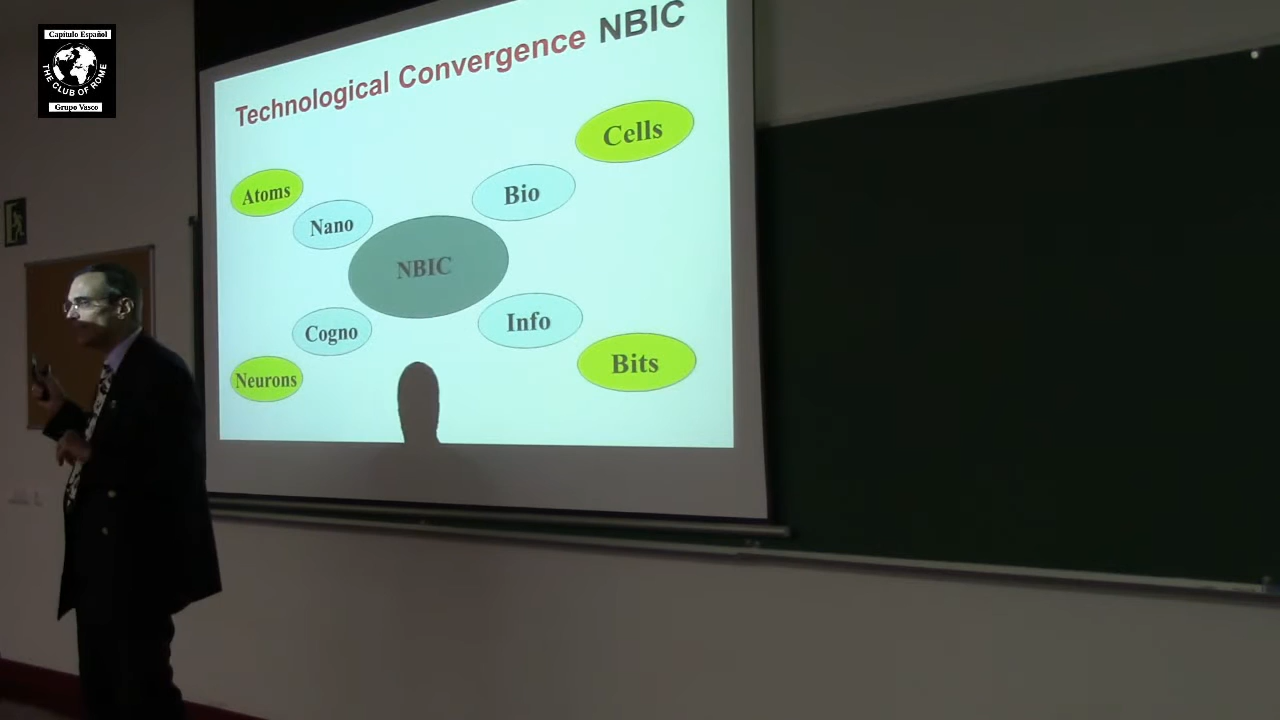 Capítulo Español
THE CLUB OF ROME
Grupo Vasco
Technological Convergence NBIC
Cells
Atoms
Bio
Nano
NBIC
Info
Cogno
Bits
Neurons